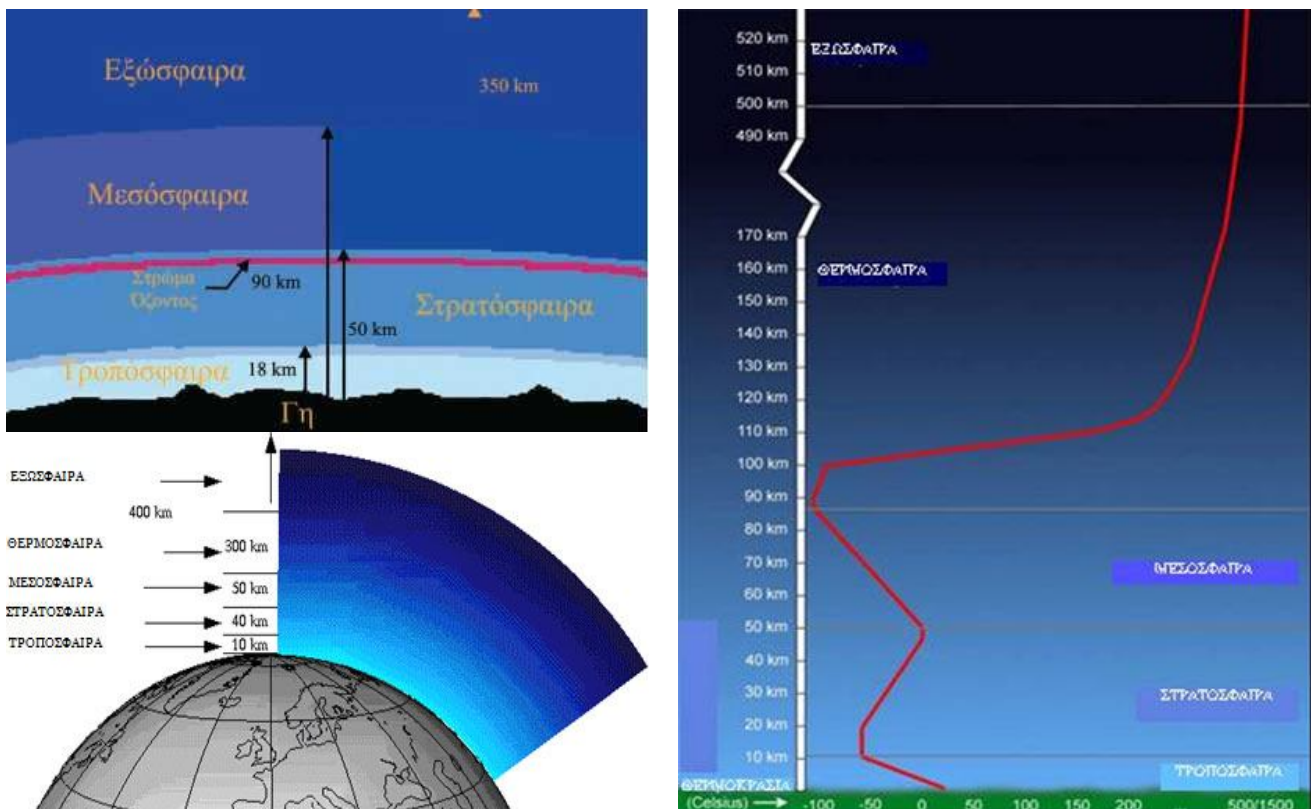 Εξώσφαιρα
350 km
Μεσόσφαιρα
Στρώμα
Όζοντος
90 km
Στρατόσφαιρα
50 km
Τροπόσφαιρα
18 km
Γη
ΕΞΩΣΦΑΙΡΑ
400 km
ΘΕΡΜΟΣΦΑΙΡΑ
300 km
ΜΕΣΟΣΦΑΙΡΑ
50 km
ΣΤΡΑΤΟΣΦΑΙΡΑ
40 km
ΤΡΟΠΟΣΦΑΙΡΑ
10 km
520 km
ΕΞΩΣΦΑΙΡΑ
510 km
500 km
490 km
170 km
160 km
ΘΕΡΜΟΣΦΑΙΡΑ
150 km
140 km
130 km
120 km
110 km
100 km
90 km
80 km
70 km
ΜΕΣΟΣΦΑΙΡΑ
60 km
50 km
40 km
30 km
ΣΤΡΑΤΟΣΦΑΙΡΑ
20 km
10 km
ΤΡΟΠΟΣΦΑΙΡΑ
ΘΕΡΜΟΚΡΑΣΙΑ
(Celsius) -100 -50 0 50 100 150 200 500/1500